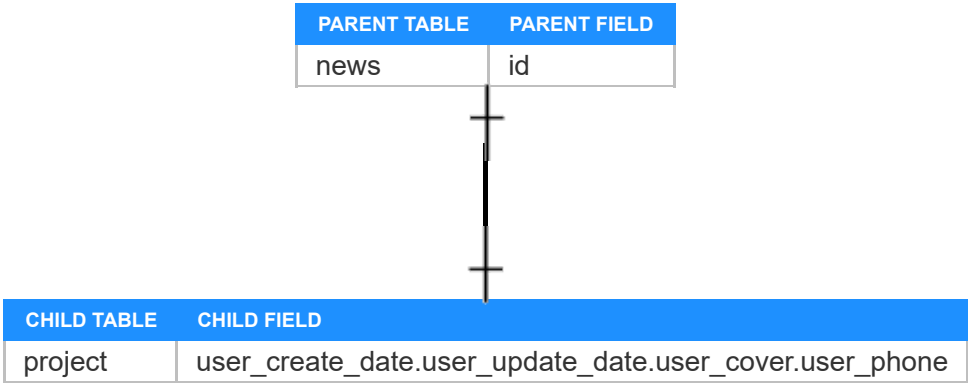 PARENT TABLE PARENT FIELD
news id
CHILD TABLE CHILD FIELD
project user_create_date.user_update_date.user_cover.user_phone